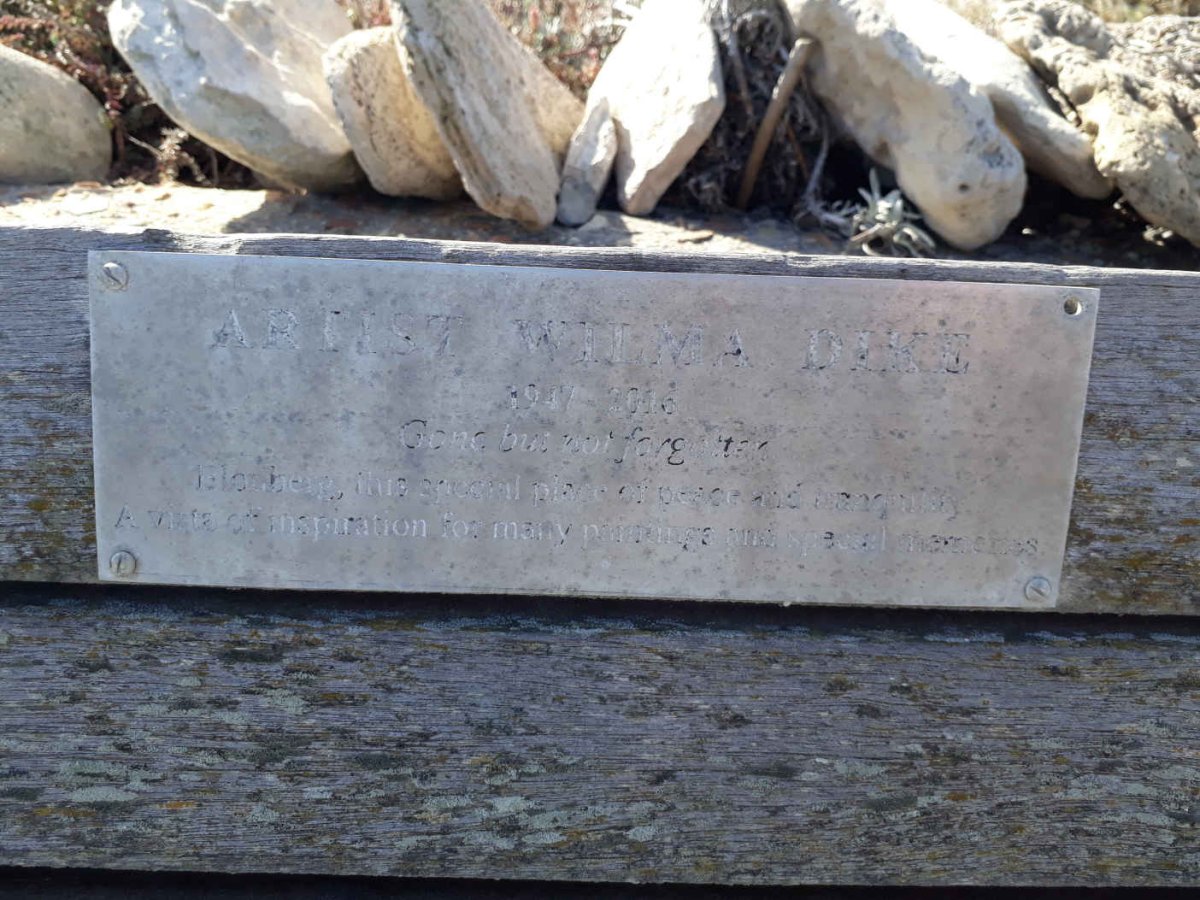 ARTIST WILMA DIKE
1947 - 2016
Gone but not forgotten
Blouberg, this special place of peace and tranquility
A vista of inspiration for many paintings and special memories